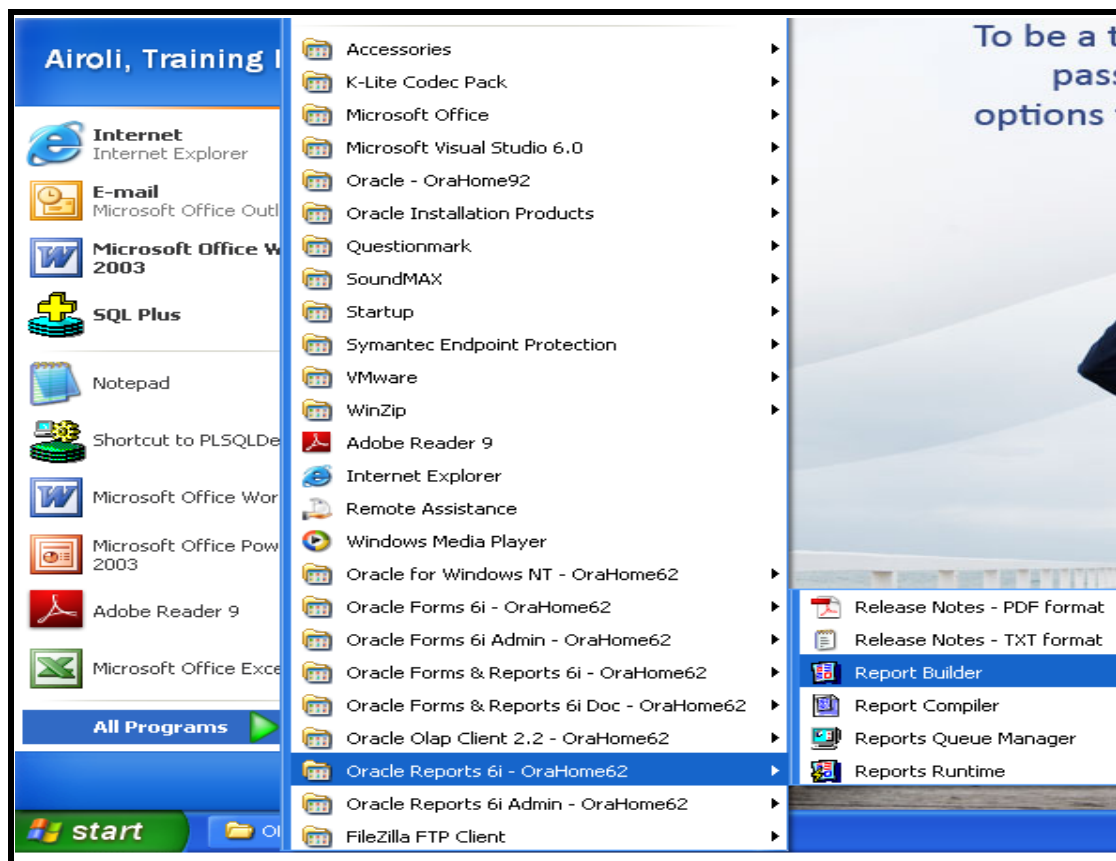 Airoli, Training
Internet
Internet Explorer
E-mail
Microsoft Office Outl
Microsoft Office W
2003
SQL Plus
Notepad
Shortcut to PLSQLDe
Microsoft Office Wor
Microsoft Office Pow
2003
Adobe Reader 9
Microsoft Office Exce
All Programs
start
Accessories
K-Lite Codec Pack
Microsoft Office
Microsoft Visual Studio 6.0
Oracle - OraHome92
Oracle Installation Products
Questionmark
SoundMAX
Startup
Symantec Endpoint Protection
VMware
WinZip
Adobe Reader 9
Internet Explorer
Remote Assistance
Windows Media Player
Oracle for Windows NT - OraHome62
Oracle Forms 6i - OraHome62
Oracle Forms 6i Admin - OraHome62
Oracle Forms & Reports 6i - OraHome62
Oracle Forms & Reports 6i Doc - OraHome62
Oracle Olap Client 2.2 - OraHome62
Oracle Reports 6i - OraHome62
Oracle Reports 6i Admin - OraHome62
FileZilla FTP Client
Release Notes - PDF format
Release Notes - TXT format
Report Builder
Report Compiler
Reports Queue Manager
Reports Runtime
To be a t
pas
options